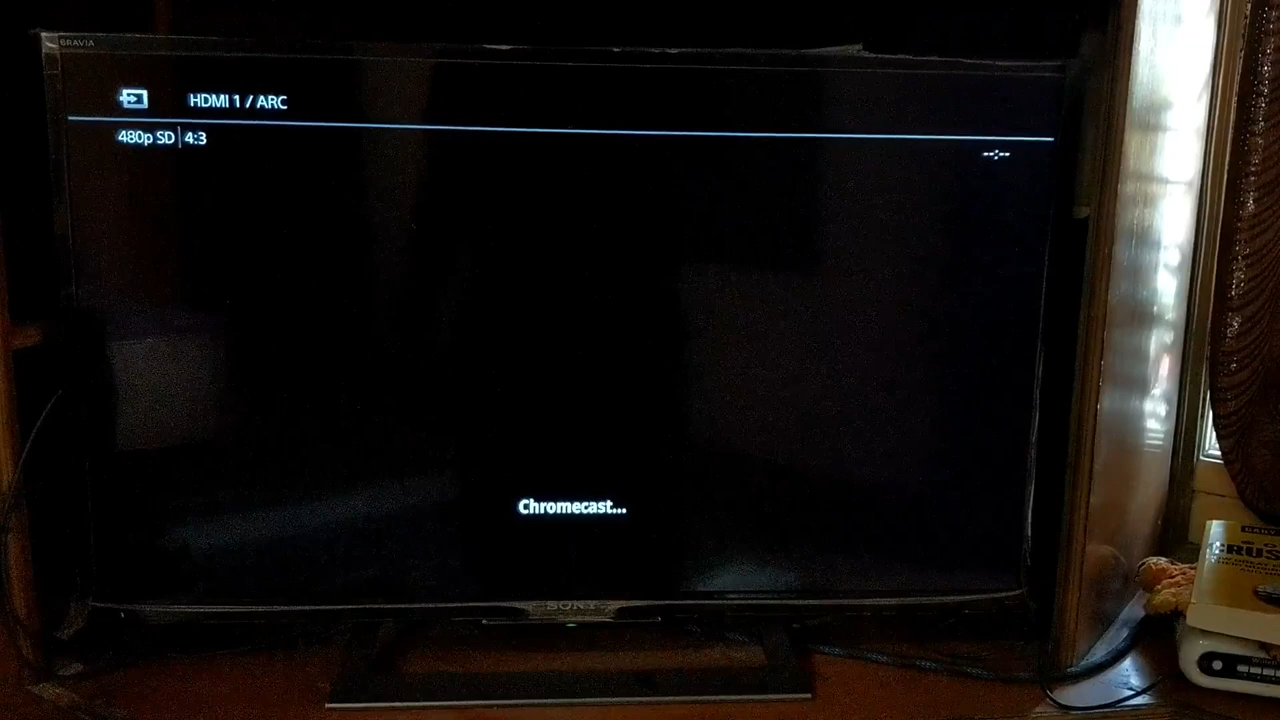 BRAVIA
HDMI 1 / ARC
480p SD | 4:3
--:--
Chromecast...
SONY